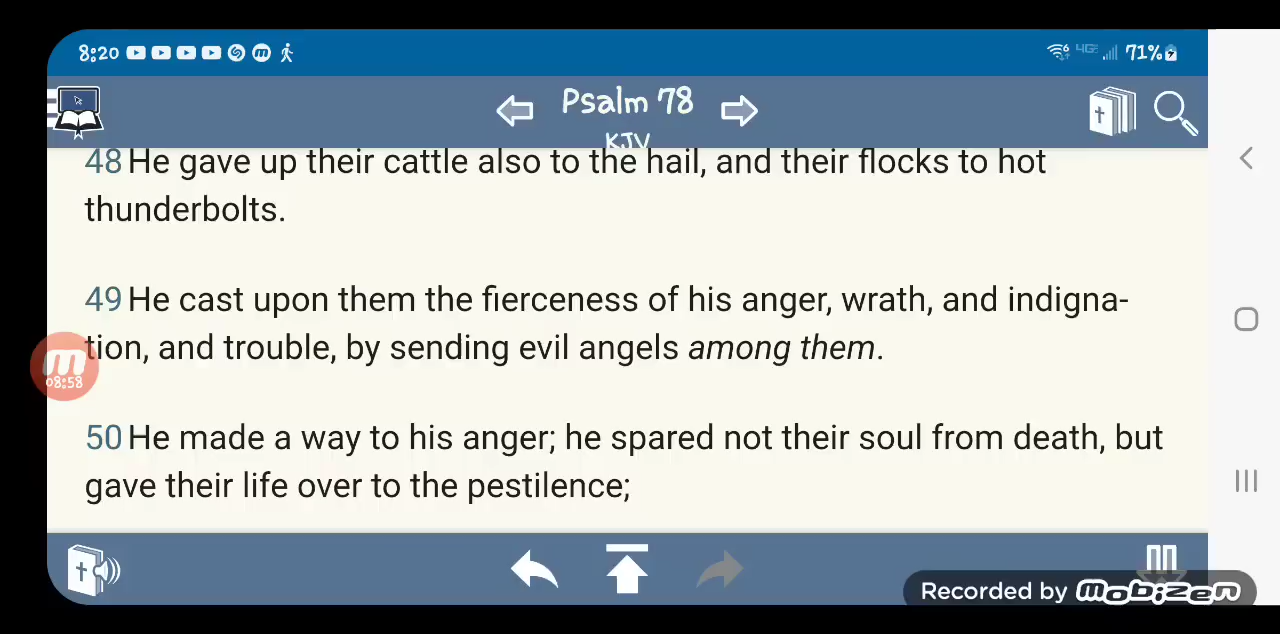 8:20 4GE 71%
Psalm 78
KJV
48 He gave up their cattle also to the hail, and their flocks to hot
thunderbolts.
49 He cast upon them the fierceness of his anger, wrath, and indigna-
tion, and trouble, by sending evil angels among them.
08:58
50 He made a way to his anger; he spared not their soul from death, but
gave their life over to the pestilence;
Recorded by mobizen